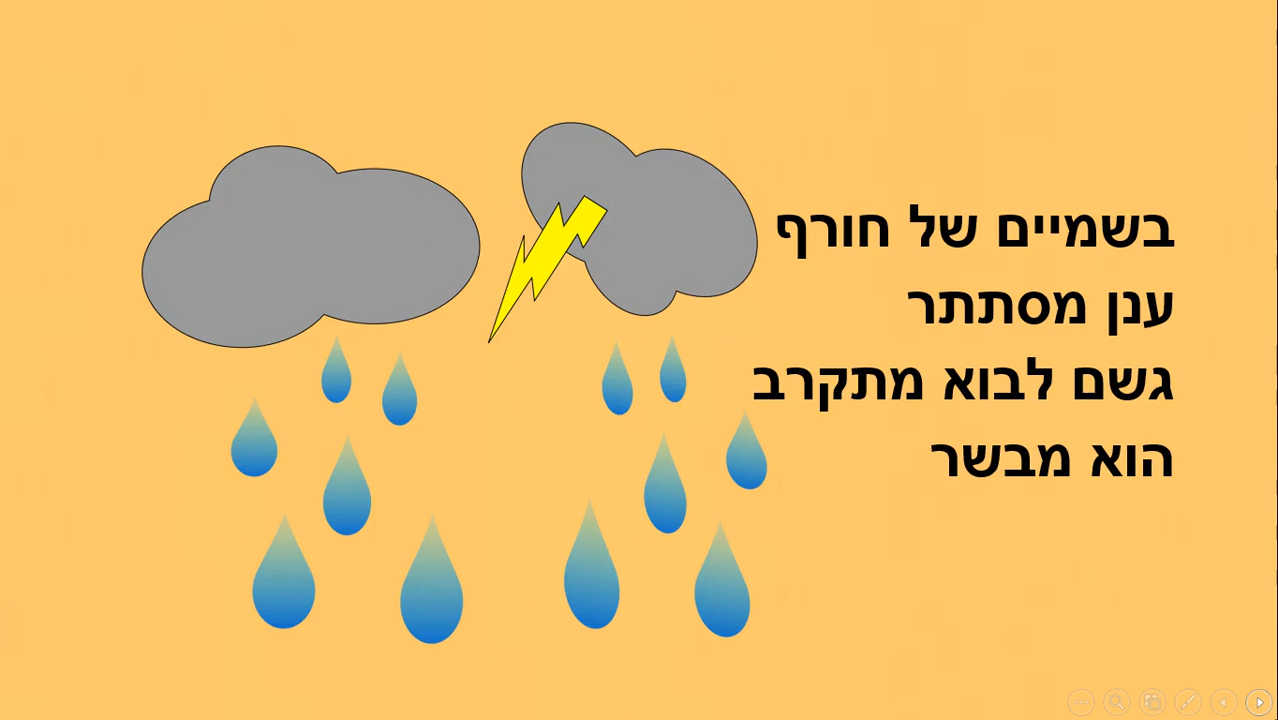 בשמיים של חורף
ענן מסתתר
גשם לבוא מתקרב
הוא מבשר